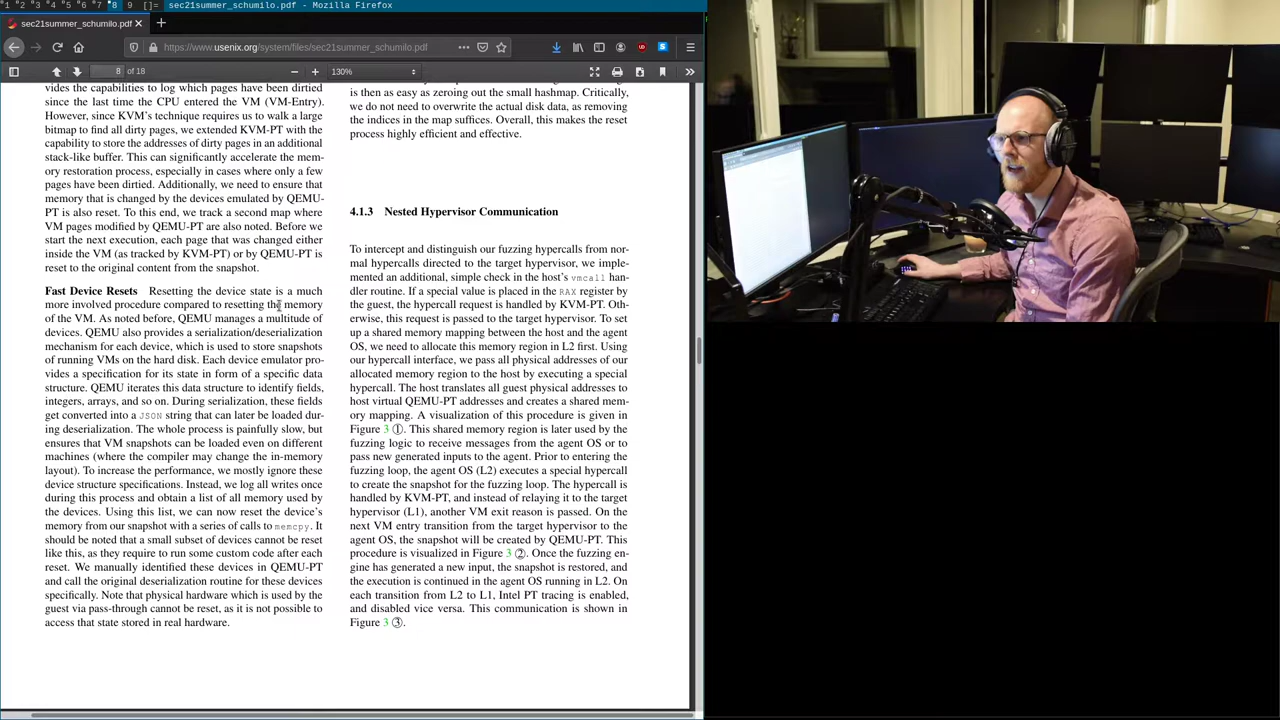 1 2 3 4 5 6 7 8 9 []= sec21summer_schumilo.pdf - Mozilla Firefox
sec21summer_schumilo.pdf
https://www.usenix.org/system/files/sec21summer_schumilo.pdf
8 of 18
130%
vides the capabilities to log which pages have been dirtied
since the last time the CPU entered the VM (VM-Entry).
However, since KVM's technique requires us to walk a large
bitmap to find all dirty pages, we extended KVM-PT with the
capability to store the addresses of dirty pages in an additional
stack-like buffer. This can significantly accelerate the mem-
ory restoration process, especially in cases where only a few
pages have been dirtied. Additionally, we need to ensure that
memory that is changed by the devices emulated by QEMU-
PT is also reset. To this end, we track a second map where
VM pages modified by QEMU-PT are also noted. Before we
start the next execution, each page that was changed either
inside the VM (as tracked by KVM-PT) or by QEMU-PT is
reset to the original content from the snapshot.
Fast Device Resets Resetting the device state is a much
more involved procedure compared to resetting the memory
of the VM. As noted before, QEMU manages a multitude of
devices. QEMU also provides a serialization/deserialization
mechanism for each device, which is used to store snapshots
of running VMs on the hard disk. Each device emulator pro-
vides a specification for its state in form of a specific data
structure. QEMU iterates this data structure to identify fields,
integers, arrays, and so on. During serialization, these fields
get converted into a JSON string that can later be loaded dur-
ing deserialization. The whole process is painfully slow, but
ensures that VM snapshots can be loaded even on different
machines (where the compiler may change the in-memory
layout). To increase the performance, we mostly ignore these
device structure specifications. Instead, we log all writes once
during this process and obtain a list of all memory used by
the devices. Using this list, we can now reset the device's
memory from our snapshot with a series of calls to memcpy. It
should be noted that a small subset of devices cannot be reset
like this, as they require to run some custom code after each
reset. We manually identified these devices in QEMU-PT
and call the original deserialization routine for these devices
specifically. Note that physical hardware which is used by the
guest via pass-through cannot be reset, as it is not possible to
access that state stored in real hardware.
is then as easy as zeroing out the small hashmap. Critically,
we do not need to overwrite the actual disk data, as removing
the indices in the map suffices. Overall, this makes the reset
process highly efficient and effective.
4.1.3 Nested Hypervisor Communication
To intercept and distinguish our fuzzing hypercalls from nor-
mal hypercalls directed to the target hypervisor, we imple-
mented an additional, simple check in the host's vmcall han-
dler routine. If a special value is placed in the RAX register by
the guest, the hypercall request is handled by KVM-PT. Oth-
erwise, this request is passed to the target hypervisor. To set
up a shared memory mapping between the host and the agent
OS, we need to allocate this memory region in L2 first. Using
our hypercall interface, we pass all physical addresses of our
allocated memory region to the host by executing a special
hypercall. The host translates all guest physical addresses to
host virtual QEMU-PT addresses and creates a shared mem-
ory mapping. A visualization of this procedure is given in
Figure 3 ①. This shared memory region is later used by the
fuzzing logic to receive messages from the agent OS or to
pass new generated inputs to the agent. Prior to entering the
fuzzing loop, the agent OS (L2) executes a special hypercall
to create the snapshot for the fuzzing loop. The hypercall is
handled by KVM-PT, and instead of relaying it to the target
hypervisor (L1), another VM exit reason is passed. On the
next VM entry transition from the target hypervisor to the
agent OS, the snapshot will be created by QEMU-PT. This
procedure is visualized in Figure 3 ②. Once the fuzzing en-
gine has generated a new input, the snapshot is restored, and
the execution is continued in the agent OS running in L2. On
each transition from L2 to L1, Intel PT tracing is enabled,
and disabled vice versa. This communication is shown in
Figure 3 ③.